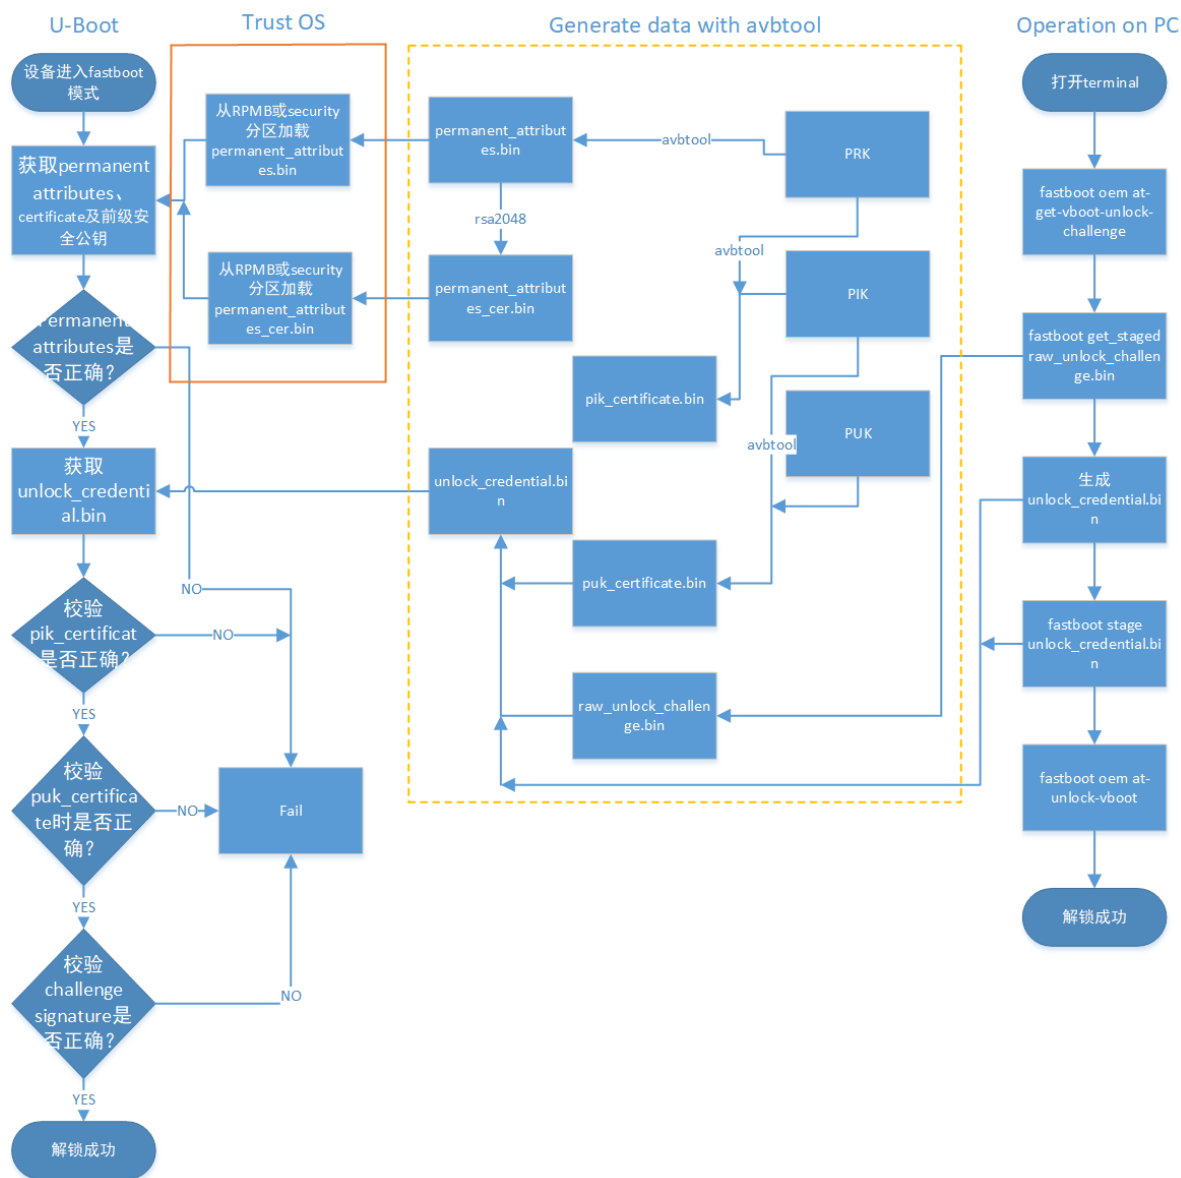 U-Boot
Trust OS
Generate data with avbtool
Operation on PC
设备进入fastboot
模式
获取permanent
attributes、
certificate及前级安
全公钥
Permanent
attributes是
否正确？
YES
获取
unlock_credenti
al.bin
NO
校验
pik_certificat
是否正确？
NO
YES
校验
puk_certifica
te时是否正
确？
NO
YES
校验
challenge
signature是
否正确？
NO
YES
解锁成功
Fail
从RPMB或security
分区加载
permanent_attribut
es.bin
从RPMB或security
分区加载
permanent_attribut
es_cer.bin
permanent_attribut
es.bin
rsa2048
permanent_attribut
es_cer.bin
avbtool
PRK
avbtool
PIK
pik_certificate.bin
avbtool
PUK
unlock_credential.bi
n
puk_certificate.bin
raw_unlock_challe
nge.bin
打开terminal
fastboot oem at-
get-vboot-unlock-
challenge
fastboot get_staged
raw_unlock_challen
ge.bin
生成
unlock_credential.bi
n
fastboot stage
unlock_credential.bi
n
fastboot oem at-
unlock-vboot
解锁成功